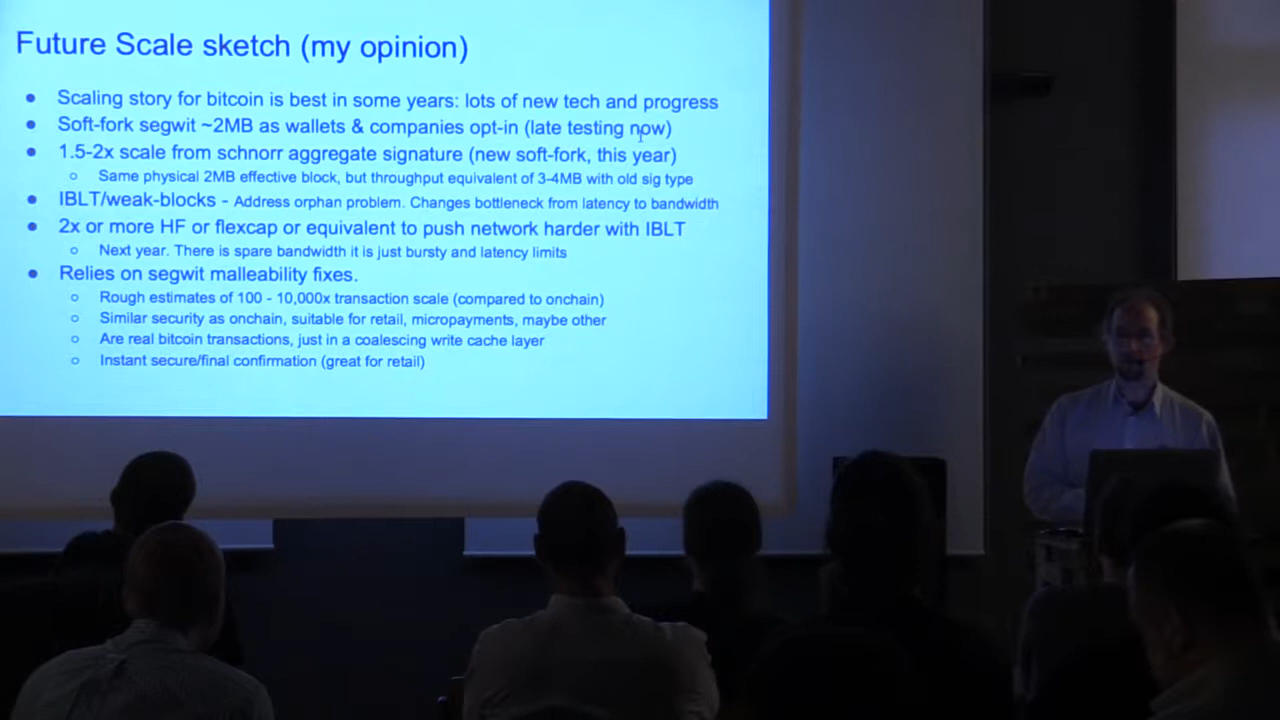 Future Scale sketch (my opinion)
Scaling story for bitcoin is best in some years: lots of new tech and progress
Soft-fork segwit ~2MB as wallets & companies opt-in (late testing now)
1.5-2x scale from schnorr aggregate signature (new soft-fork, this year)
Same physical 2MB effective block, but throughput equivalent of 3-4MB with old sig type
IBLT/weak-blocks - Address orphan problem. Changes bottleneck from latency to bandwidth
2x or more HF or flexcap or equivalent to push network harder with IBLT
Next year. There is spare bandwidth it is just bursty and latency limits
Relies on segwit malleability fixes.
Rough estimates of 100 - 10,000x transaction scale (compared to onchain)
Similar security as onchain, suitable for retail, micropayments, maybe other
Are real bitcoin transactions, just in a coalescing write cache layer
Instant secure/final confirmation (great for retail)